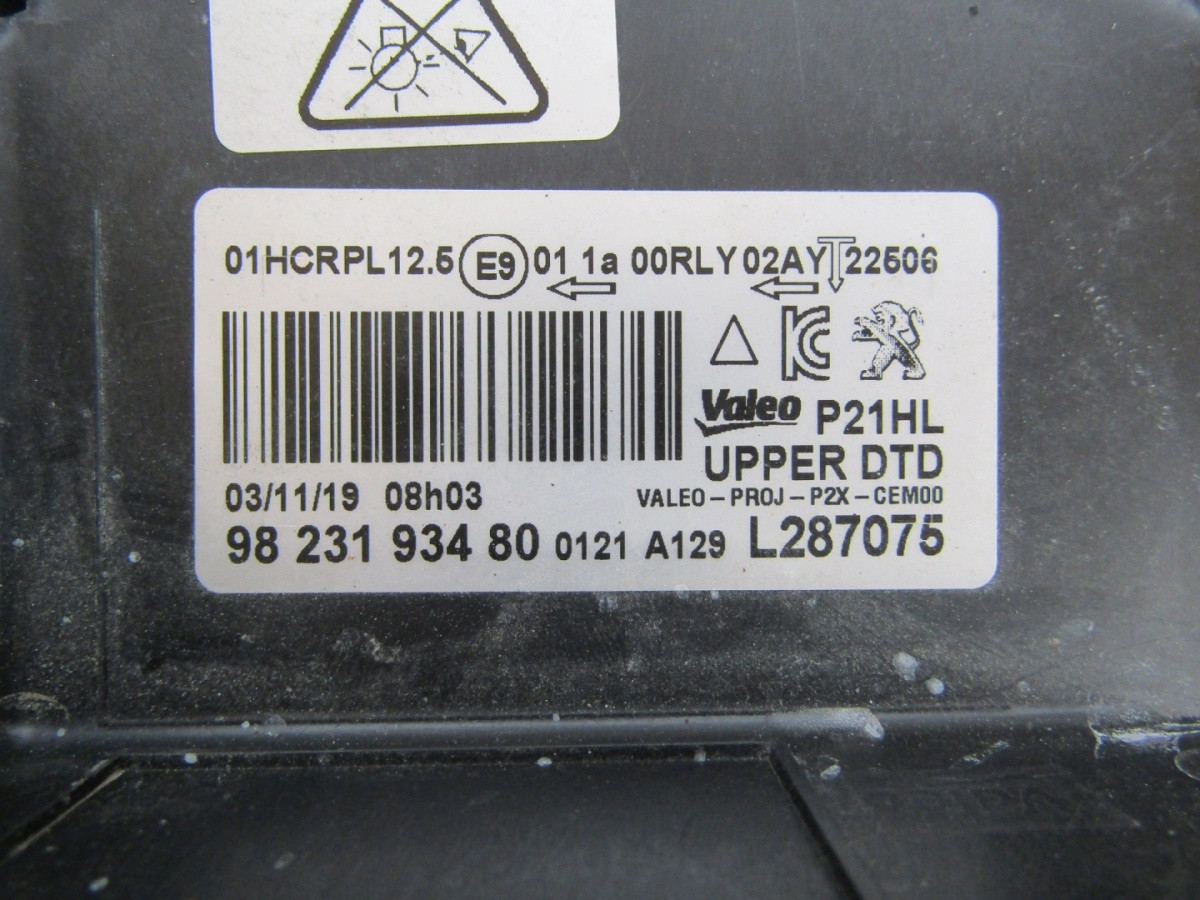 01HCRPL12.5 E9 01 1a 00RLY 02AY 22506
KC
Valeo P21HL
UPPER DTD
03/11/19 08h03 VALEO-PROJ-P2X-CEM00
98 231 934 80 0121 A129 L287075